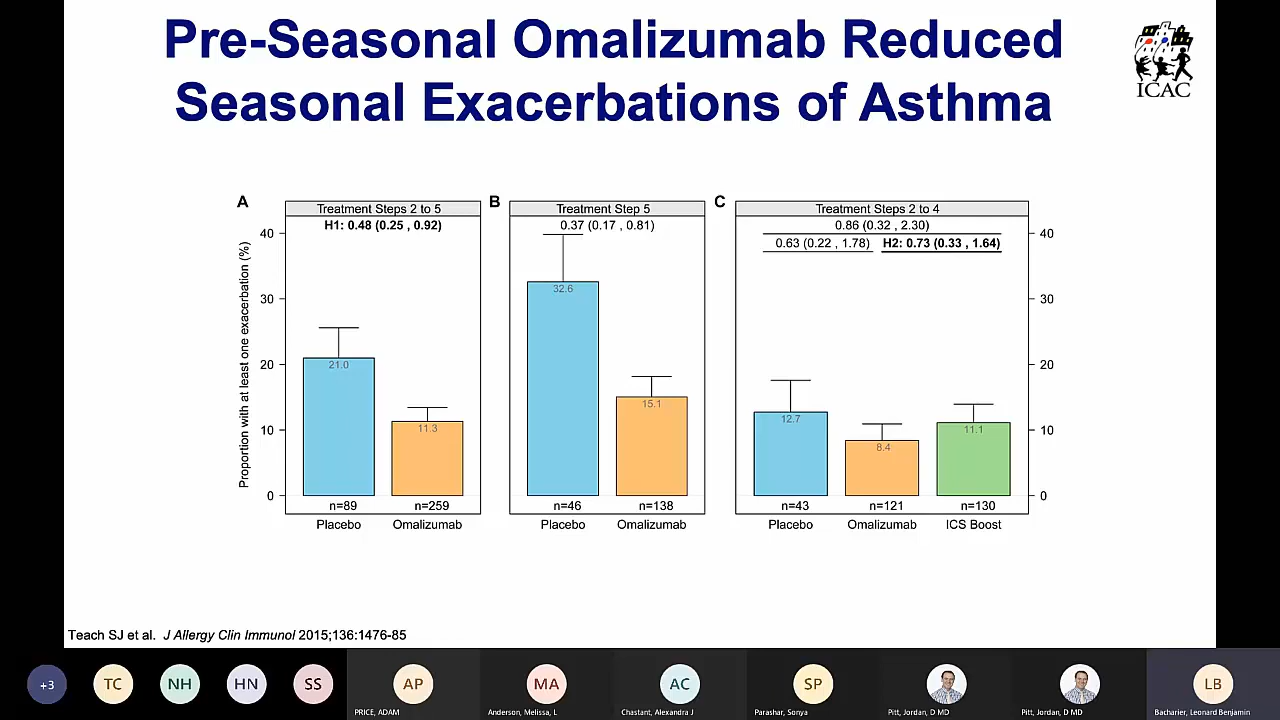 Pre-Seasonal Omalizumab Reduced
Seasonal Exacerbations of Asthma
ICAC
A
Treatment Steps 2 to 5
H1: 0.48 (0.25 , 0.92)
Proportion with at least one exacerbation (%)
40
30
20
10
0
21.0
11.3
n=89 n=259
Placebo Omalizumab
B
Treatment Step 5
0.37 (0.17 , 0.81)
32.6
15.1
n=46 n=138
Placebo Omalizumab
C
Treatment Steps 2 to 4
0.86 (0.32 , 2.30)
0.63 (0.22 , 1.78) H2: 0.73 (0.33 , 1.64)
12.7
8.4
11.1
n=43 n=121 n=130
Placebo Omalizumab ICS Boost
40
30
20
10
0
Teach SJ et al. J Allergy Clin Immunol 2015;136:1476-85
+3 TC NH HN SS AP MA AC SP LB
PRICE, ADAM Anderson, Melissa, L Chastant, Alexandra J Parashar, Sonya Pitt, Jordan, D MD Pitt, Jordan, D MD Bacharier, Leonard Benjamin